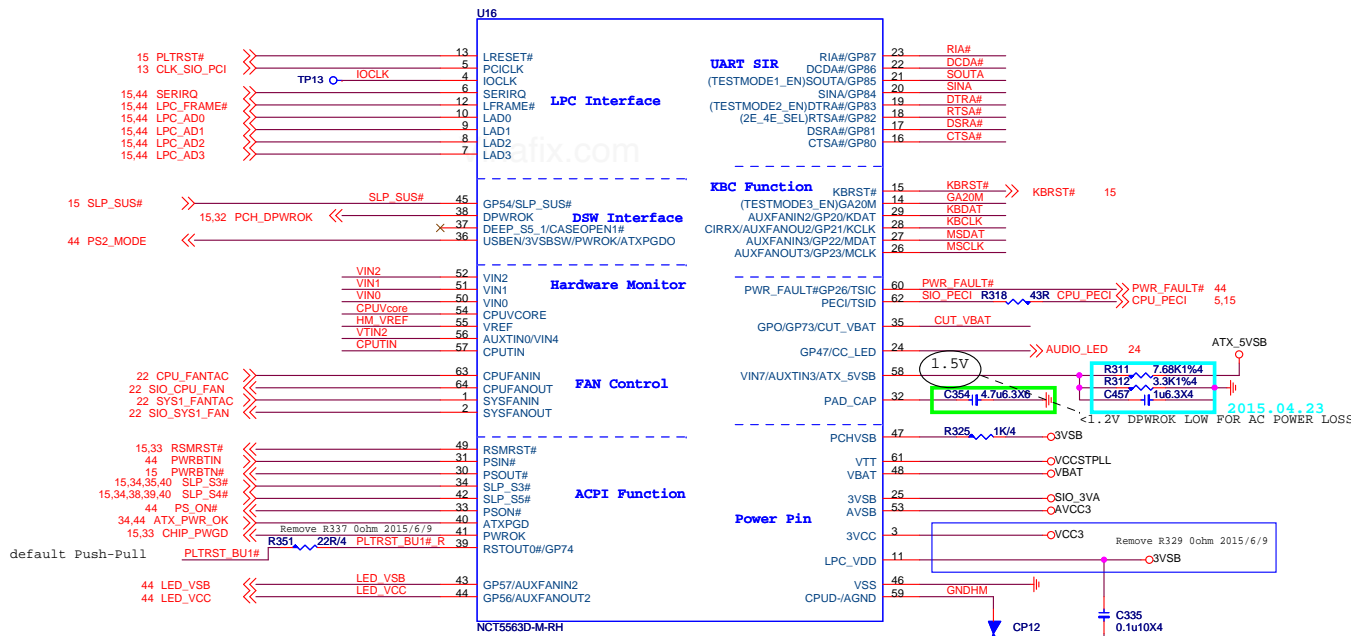 U16
15 PLTRST# 13 LRESET#
13 CLK_SIO_PCI 5 PCICLK
TP13 IOCLK 4 IOCLK
15,44 SERIRQ 6 SERIRQ
15,44 LPC_FRAME# 12 LFRAME#
15,44 LPC_AD0 10 LAD0
15,44 LPC_AD1 9 LAD1
15,44 LPC_AD2 8 LAD2
15,44 LPC_AD3 7 LAD3
LPC Interface
afix.com
UART SIR
RIA#/GP87 23 RIA#
DCDA#/GP86 22 DCDA#
(TESTMODE1_EN)SOUTA/GP85 21 SOUTA
SINA/GP84 20 SINA
(TESTMODE2_EN)DTRA#/GP83 19 DTRA#
(2E_4E_SEL)RTSA#/GP82 18 RTSA#
DSRA#/GP81 17 DSRA#
CTSA#/GP80 16 CTSA#
15 SLP_SUS# SLP_SUS# 45 GP54/SLP_SUS#
15,32 PCH_DPWROK 38 DPWROK
37 DEEP_S5_1/CASEOPEN1#
44 PS2_MODE 36 USBEN/3VSBSW/PWROK/ATXPGDO
DSW Interface
KBC Function
KBRST# 15 KBRST# KBRST# 15
(TESTMODE3_EN)GA20M 14 GA20M
AUXFANIN2/GP20/KDAT 29 KBDAT
CIRRX/AUXFANOU2/GP21/KCLK 28 KBCLK
AUXFANIN3/GP22/MDAT 27 MSDAT
AUXFANOUT3/GP23/MCLK 26 MSCLK
VIN2 52 VIN2
VIN1 51 VIN1
VIN0 50 VIN0
CPUVcore 54 CPUVCORE
HM_VREF 55 VREF
VTIN2 56 AUXTIN0/VIN4
CPUTIN 57 CPUTIN
Hardware Monitor
PWR_FAULT#GP26/TSIC 60 PWR_FAULT# PWR_FAULT# 44
PECI/TSID 62 SIO_PECI R318 43R CPU_PECI CPU_PECI 5,15
GPO/GP73/CUT_VBAT 35 CUT_VBAT
GP47/CC_LED 24 AUDIO_LED 24
VIN7/AUXTIN3/ATX_5VSB 58
PAD_CAP 32 C354 4.7u6.3X6
1.5V
ATX_5VSB
R311 7.68K1%4
R312 3.3K1%4
C457 1u6.3X4
2015.04.23
<1.2V DPWROK LOW FOR AC POWER LOSS
22 CPU_FANTAC 63 CPUFANIN
22 SIO_CPU_FAN 64 CPUFANOUT
22 SYS1_FANTAC 1 SYSFANIN
22 SIO_SYS1_FAN 2 SYSFANOUT
FAN Control
15,33 RSMRST# 49 RSMRST#
44 PWRBTIN 31 PSIN#
15 PWRBTN# 30 PSOUT#
15,34,35,40 SLP_S3# 34 SLP_S3#
15,34,38,39,40 SLP_S4# 42 SLP_S5#
44 PS_ON# 33 PSON#
34,44 ATX_PWR_OK 40 ATXPGD
15,33 CHIP_PWGD Remove R337 0ohm 2015/6/9 41 PWROK
default Push-Pull PLTRST_BU1# R351 22R/4 PLTRST_BU1#_R 39 RSTOUT0#/GP74
ACPI Function
44 LED_VSB LED_VSB 43 GP57/AUXFANIN2
44 LED_VCC LED_VCC 44 GP56/AUXFANOUT2
PCHVSB 47 R325 1K/4 3VSB
VTT 61 VCCSTPLL
VBAT 48 VBAT
3VSB 25 SIO_3VA
AVSB 53 AVCC3
Power Pin
3VCC 3 VCC3
Remove R329 0ohm 2015/6/9
LPC_VDD 11 3VSB
VSS 46
CPUD-/AGND 59 GNDHM
CP12
C335
0.1u10X4
NCT5563D-M-RH